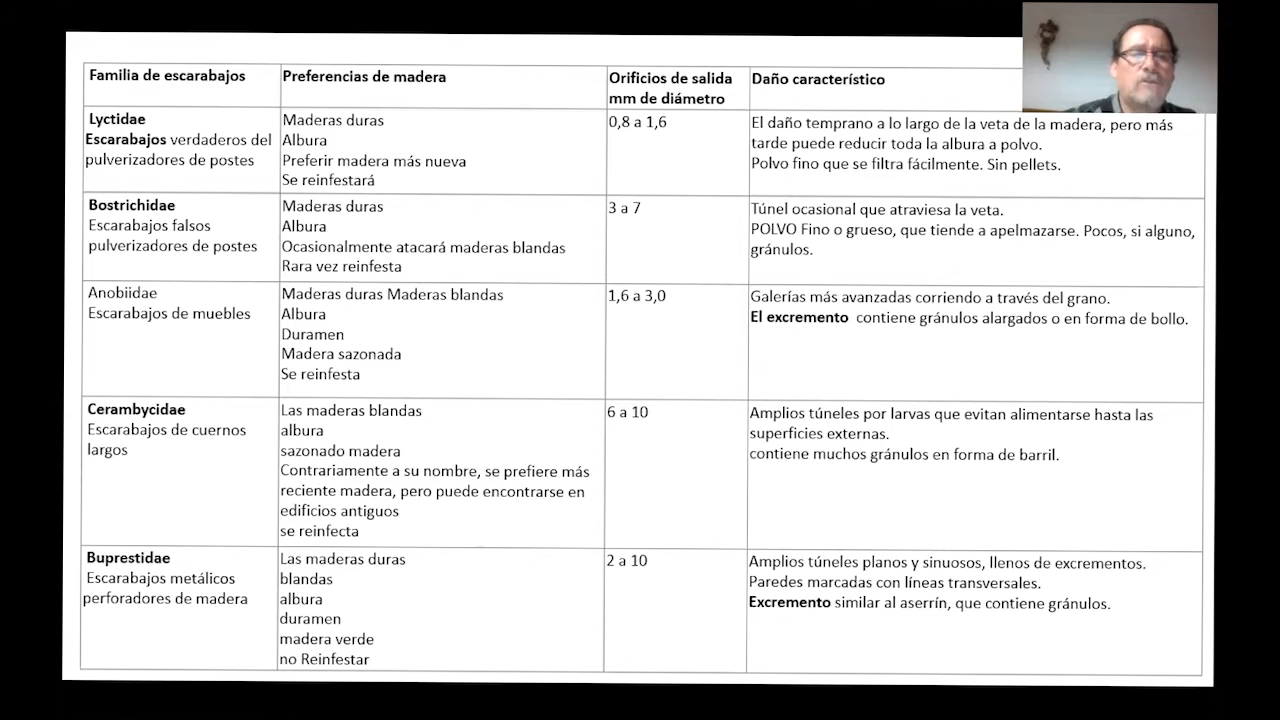 Familia de escarabajos
Preferencias de madera
Orificios de salida
mm de diámetro
Daño característico
Lyctidae
Escarabajos verdaderos del
pulverizadores de postes
Maderas duras
Albura
Preferir madera más nueva
Se reinfestará
0,8 a 1,6
El daño temprano a lo largo de la veta de la madera, pero más
tarde puede reducir toda la albura a polvo.
Polvo fino que se filtra fácilmente. Sin pellets.
Bostrichidae
Escarabajos falsos
pulverizadores de postes
Maderas duras
Albura
Ocasionalmente atacará maderas blandas
Rara vez reinfesta
3 a 7
Túnel ocasional que atraviesa la veta.
POLVO Fino o grueso, que tiende a apelmazarse. Pocos, si alguno,
gránulos.
Anobiidae
Escarabajos de muebles
Maderas duras Maderas blandas
Albura
Duramen
Madera sazonada
Se reinfesta
1,6 a 3,0
Galerías más avanzadas corriendo a través del grano.
El excremento contiene gránulos alargados o en forma de bollo.
Cerambycidae
Escarabajos de cuernos
largos
Las maderas blandas
albura
sazonado madera
Contrariamente a su nombre, se prefiere más
reciente madera, pero puede encontrarse en
edificios antiguos
se reinfecta
6 a 10
Amplios túneles por larvas que evitan alimentarse hasta las
superficies externas.
contiene muchos gránulos en forma de barril.
Buprestidae
Escarabajos metálicos
perforadores de madera
Las maderas duras
blandas
albura
duramen
madera verde
no Reinfestar
2 a 10
Amplios túneles planos y sinuosos, llenos de excrementos.
Paredes marcadas con líneas transversales.
Excremento similar al aserrín, que contiene gránulos.